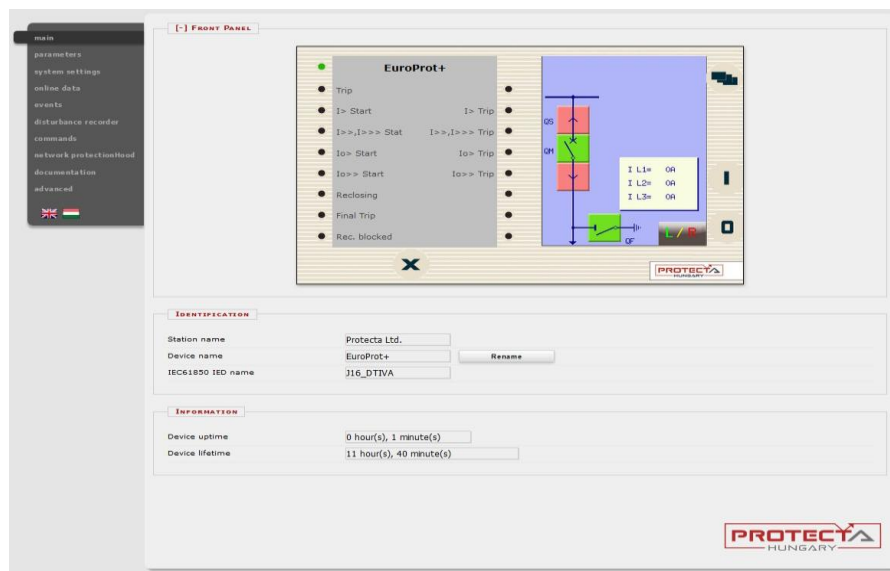 main
parameters
system settings
online data
events
disturbance recorder
commands
network protectionHood
documentation
advanced
[-] FRONT PANEL
EuroProt+
Trip
I> Start I> Trip
I>>,I>>> Stat I>>,I>>> Trip
Io> Start Io> Trip
Io>> Start Io>> Trip
Reclosing
Final Trip
Rec. blocked
X
QS
QM
I L1= 0A
I L2= 0A
I L3= 0A
QF
L / R
I
O
PROTECTA
HUNGARY
IDENTIFICATION
Station name Protecta Ltd.
Device name EuroProt+ Rename
IEC61850 IED name J16_DTIVA
INFORMATION
Device uptime 0 hour(s), 1 minute(s)
Device lifetime 11 hour(s), 40 minute(s)
PROTECTA
HUNGARY